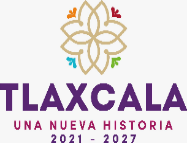 TLAXCALA
UNA NUEVA HISTORIA
2021 - 2027